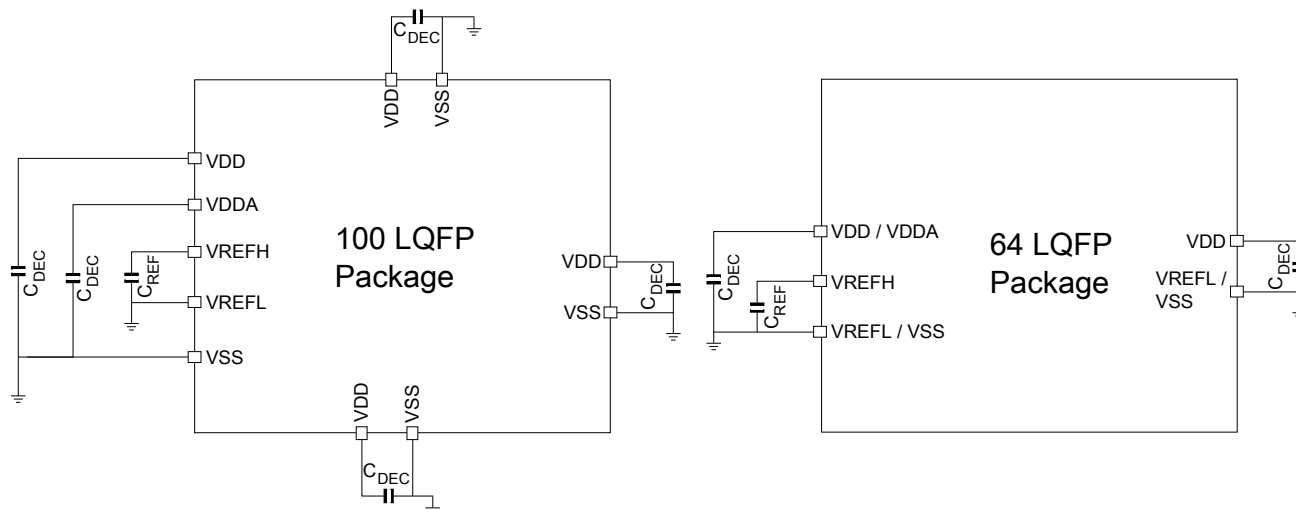 CDEC
VDD
VSS
VDD
VDDA
VREFH
VREFL
VSS
CDEC
CDEC
CREF
100 LQFP
Package
VDD
VSS
CDEC
VDD
VSS
CDEC
VDD / VDDA
VREFH
VREFL / VSS
CDEC
CREF
64 LQFP
Package
VDD
VREFL /
VSS
CDEC